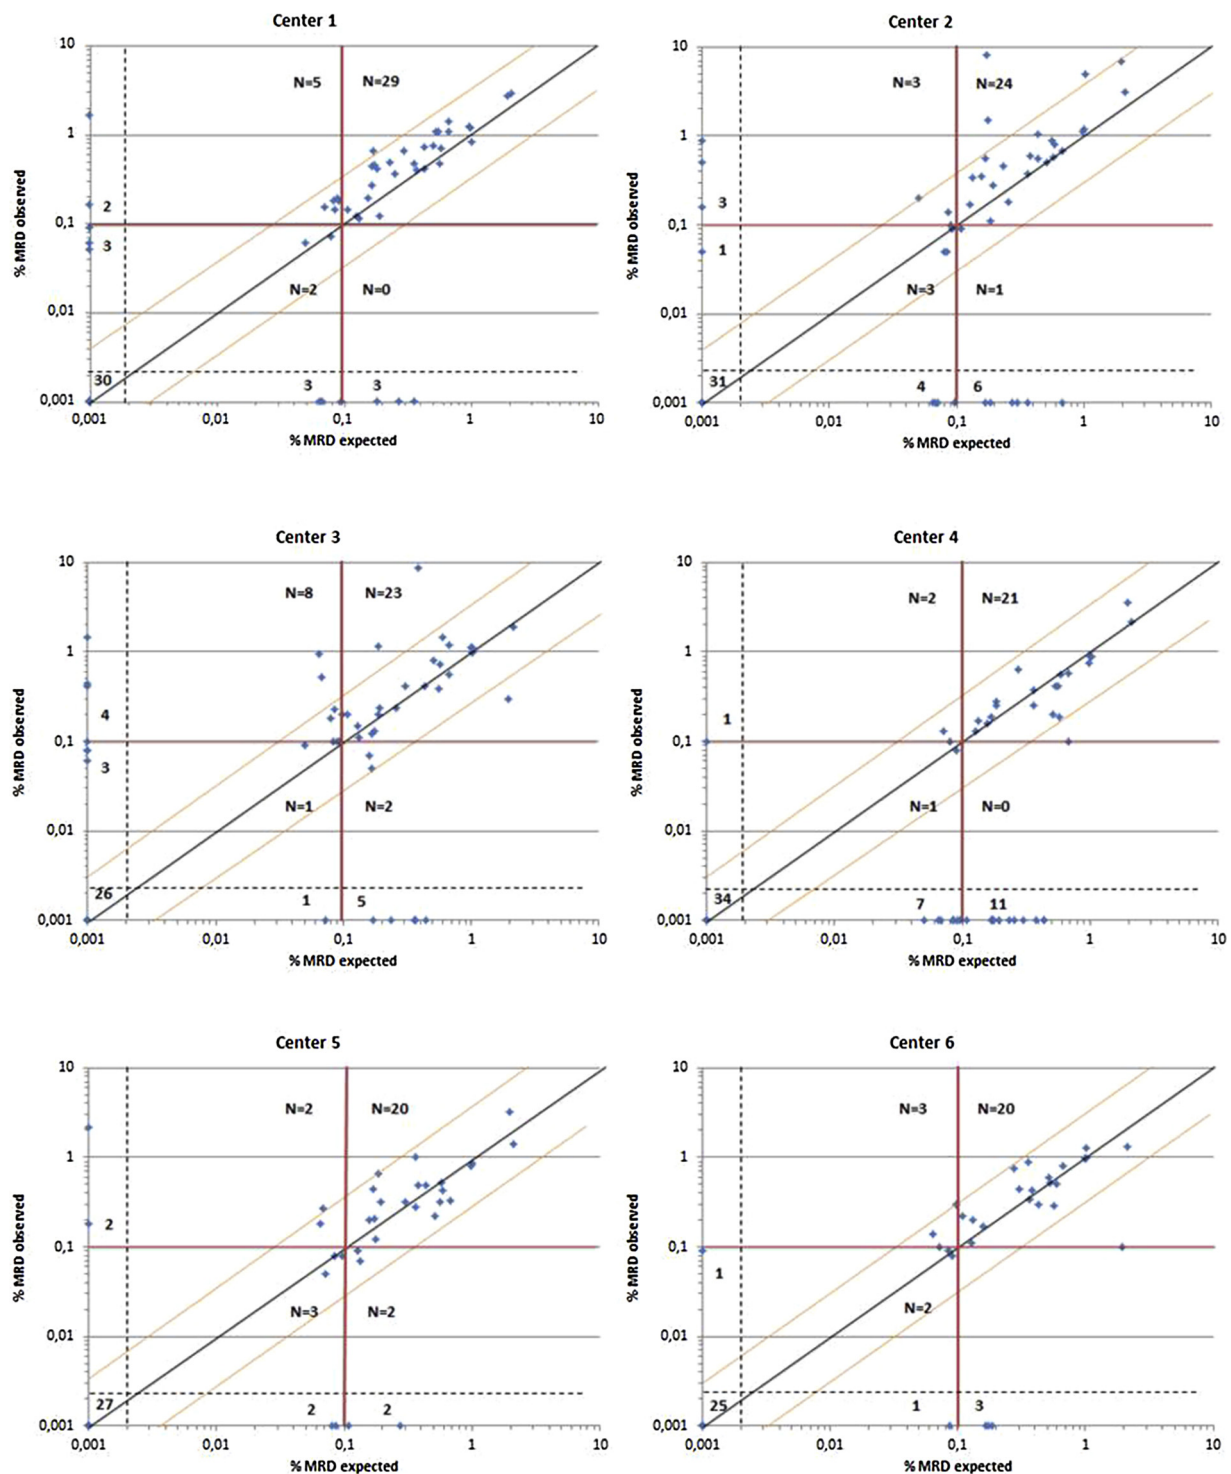 Center 1
10
N=5 N=29
1
2
0,1
3
N=2 N=0
0,01
30 3 3
0,001
0,001 0,01 0,1 1 10
% MRD observed
% MRD expected
Center 2
10
N=3 N=24
1
3
0,1
1
N=3 N=1
0,01
31 4 6
0,001
0,001 0,01 0,1 1 10
% MRD observed
% MRD expected
Center 3
10
N=8 N=23
1
4
0,1
3
N=1 N=2
0,01
26 1 5
0,001
0,001 0,01 0,1 1 10
% MRD observed
% MRD expected
Center 4
10
N=2 N=21
1
1
0,1
N=1 N=0
0,01
34 7 11
0,001
0,001 0,01 0,1 1 10
% MRD observed
% MRD expected
Center 5
10
N=2 N=20
1
2
0,1
N=3 N=2
0,01
27 2 2
0,001
0,001 0,01 0,1 1 10
% MRD observed
% MRD expected
Center 6
10
N=3 N=20
1
0,1
1
N=2
0,01
25 1 3
0,001
0,001 0,01 0,1 1 10
% MRD observed
% MRD expected